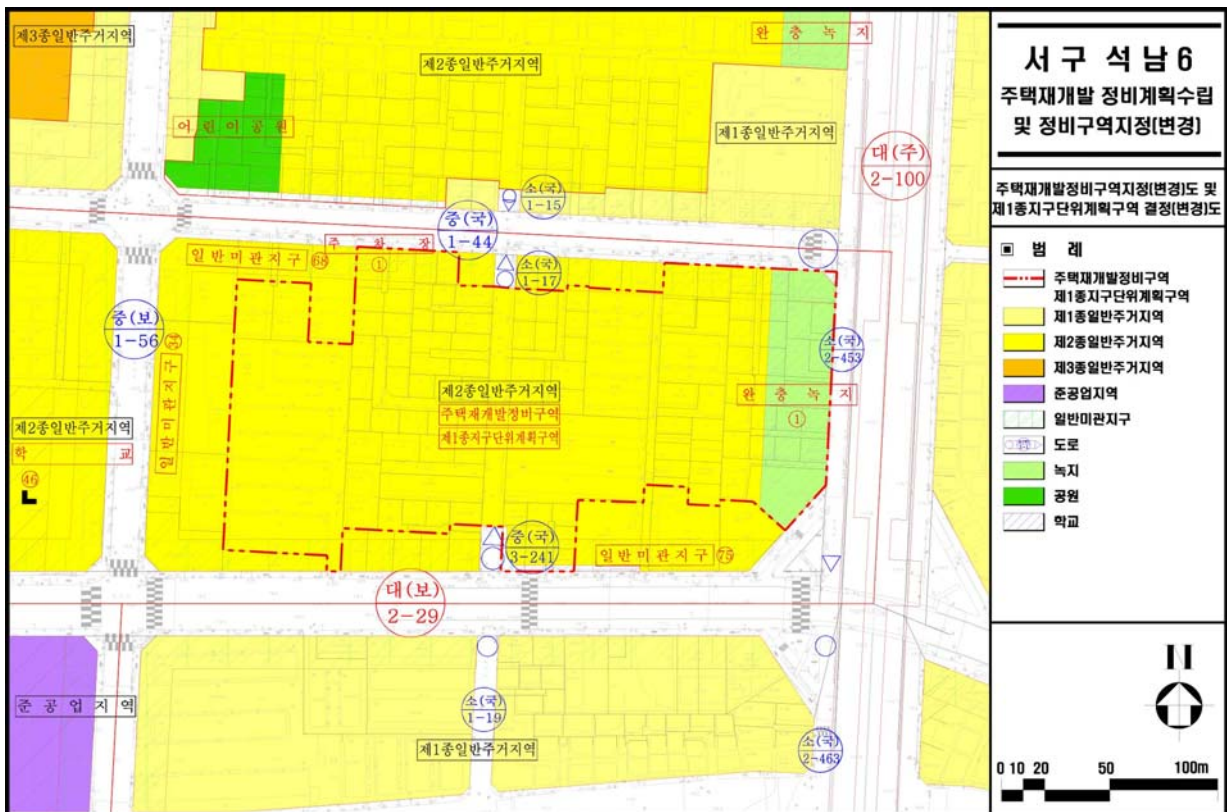 제3종일반주거지역
제2종일반주거지역
완 충 녹 지
어린이공원
제1종일반주거지역
대(주)
2-100
소(국)
1-15
중(국)
1-44
주 차 장
①
일반미관지구 68
소(국)
1-17
중(보)
1-56
일반미관지구 34
소(국)
2-453
제2종일반주거지역
주택재개발정비구역
제1종지구단위계획구역
완 충 녹 지
①
제2종일반주거지역
학 교
46
중(국)
3-241
일반미관지구 75
대(보)
2-29
준 공 업 지 역
소(국)
1-19
제1종일반주거지역
소(국)
2-463
서구 석남6
주택재개발 정비계획수립
및 정비구역지정(변경)
주택재개발정비구역지정(변경)도 및
제1종지구단위계획구역 결정(변경)도
범 례
주택재개발정비구역
제1종지구단위계획구역
제1종일반주거지역
제2종일반주거지역
제3종일반주거지역
준공업지역
일반미관지구
도로
녹지
공원
학교
N
0 10 20 50 100m